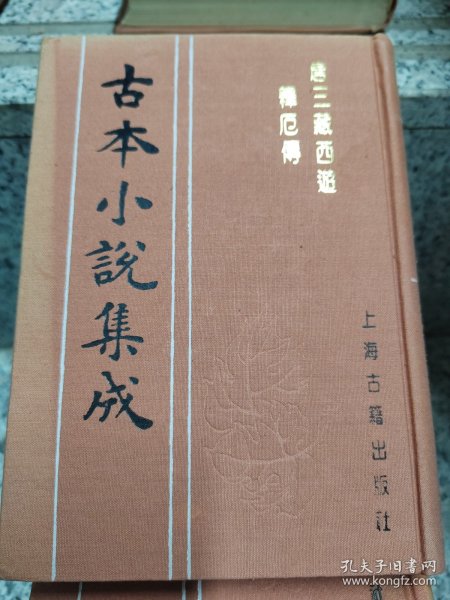 唐三藏西遊
釋厄傳
古本小說集成
上海古籍出版社
孔夫子旧书网
www.kongfz.com